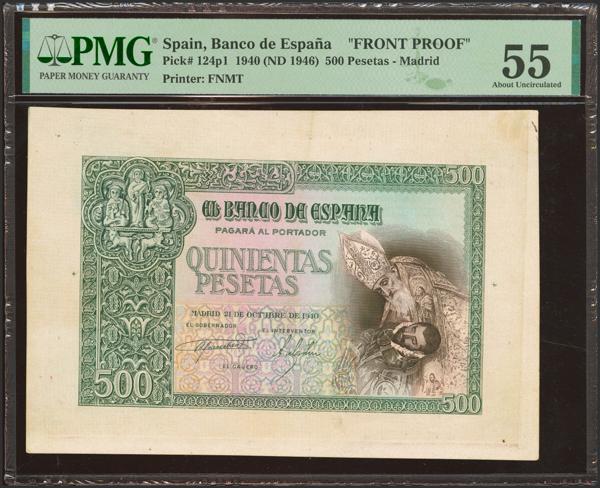 PMG
PAPER MONEY GUARANTY
Spain, Banco de España "FRONT PROOF"
Pick# 124p1 1940 (ND 1946) 500 Pesetas - Madrid
Printer: FNMT
55
About Uncirculated
500
EL BANCO DE ESPAÑA
PAGARÁ AL PORTADOR
QUINIENTAS
PESETAS
MADRID 21 DE OCTUBRE DE 1940
EL GOBERNADOR EL INTERVENTOR
EL CAJERO
500 500